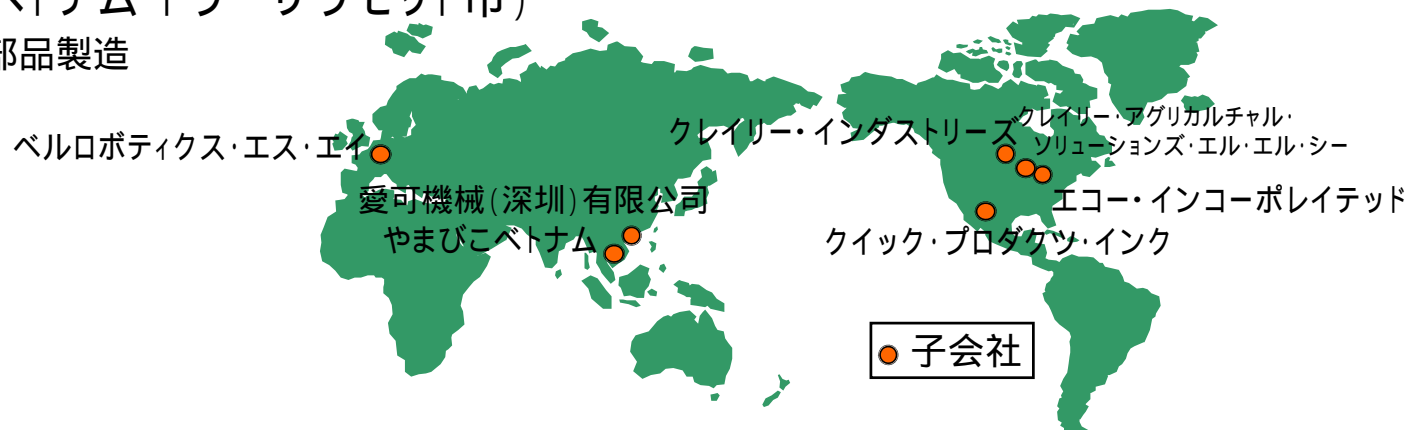 部品製造
クレイリー・アグリカルチャル・
ソリューションズ・エル・エル・シー
クレイリー・インダストリーズ
ベルロボティクス・エス・エイ
愛可機械(深圳)有限公司
エコー・インコーポレイテッド
やまびこベトナム
クイック・プロダクツ・インク
子会社